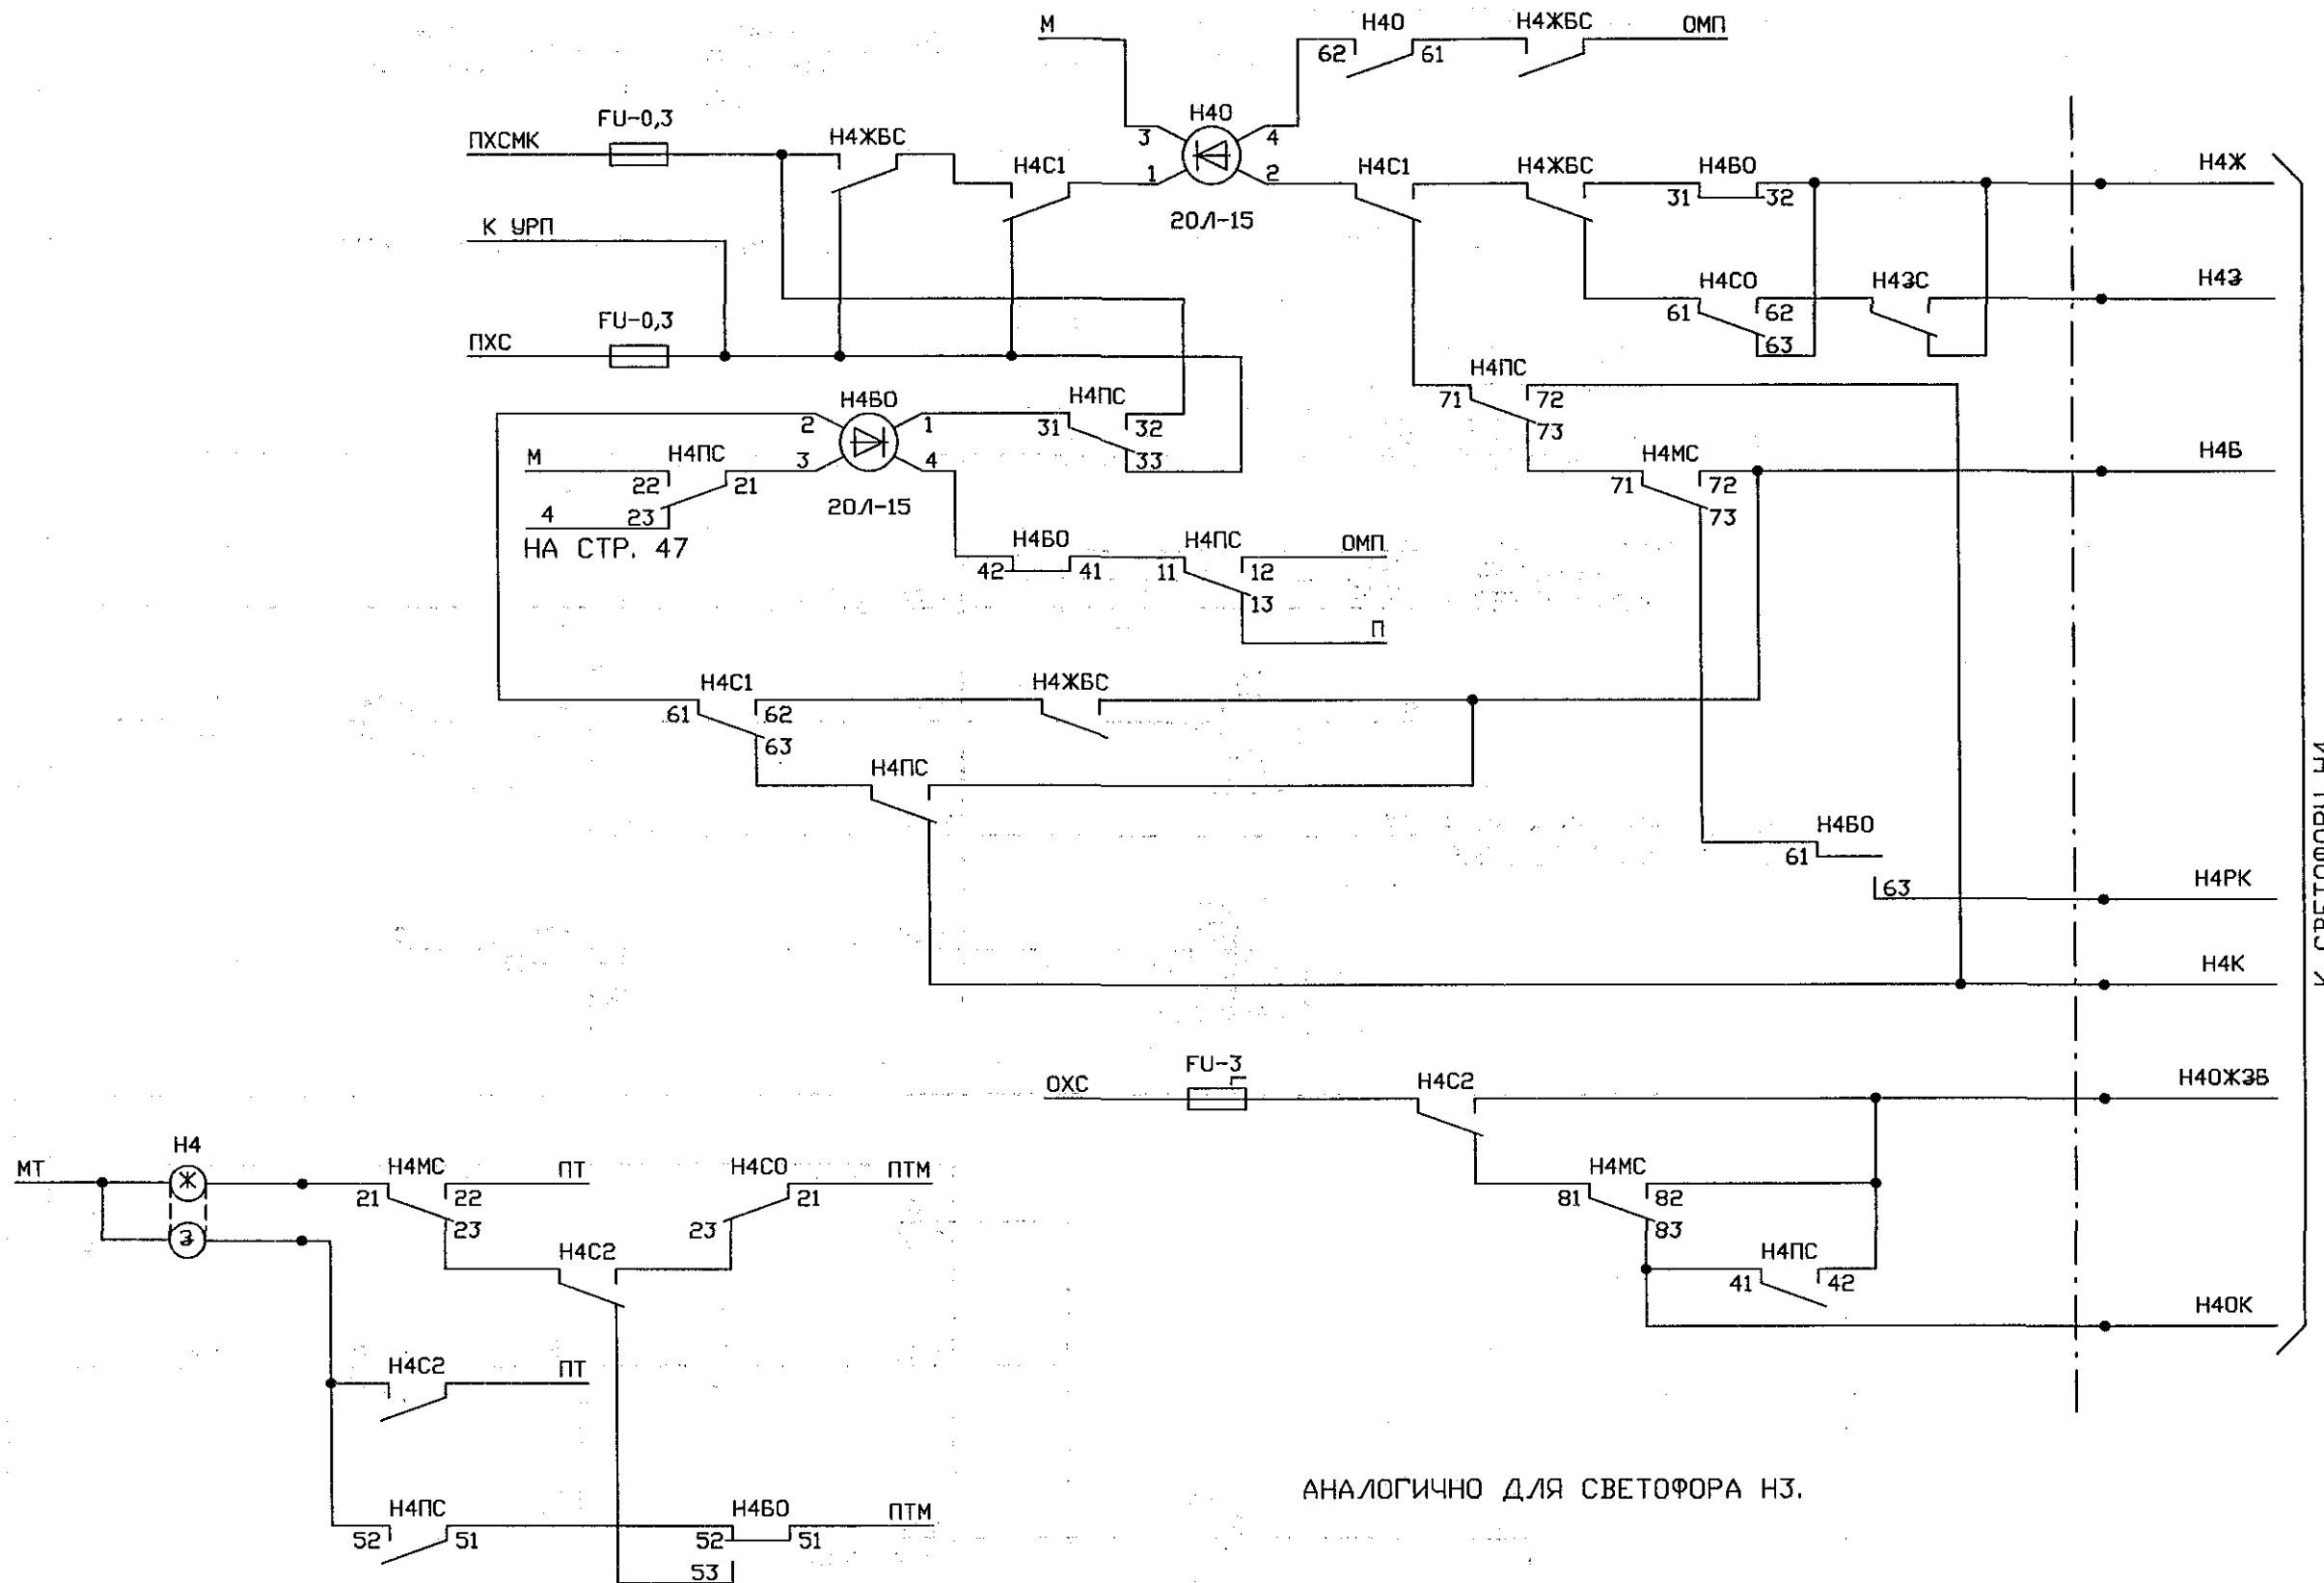 М
Н4О
Н4ЖБС
ОМП
62
61
FU-0,3
Н4О
3
4
ПХСМК
Н4ЖБС
Н4С1
1
2
20Л-15
Н4С1
Н4ЖБС
Н4БО
31
32
Н4Ж
К УРП
Н4СО
Н4ЗС
Н4З
61
62
63
FU-0,3
ПХС
Н4БО
Н4ПС
2
1
31
32
33
Н4ПС
71
72
73
М
Н4ПС
3
4
22
21
23
4
НА СТР. 47
20Л-15
Н4МС
71
72
73
Н4Б
Н4БО
Н4ПС
ОМП
42
41
11
12
13
П
Н4С1
Н4ЖБС
61
62
63
Н4ПС
Н4БО
61
63
Н4РК
Н4К
К СВЕТОФОРУ Н4
FU-3
ОХС
Н4С2
Н4ОЖЗБ
Н4МС
81
82
83
Н4ПС
41
42
Н4ОК
Н4
МТ
Ж
З
Н4МС
ПТ
21
22
23
Н4СО
ПТМ
21
23
Н4С2
Н4С2
ПТ
Н4ПС
52
51
Н4БО
ПТМ
52
51
53
АНАЛОГИЧНО ДЛЯ СВЕТОФОРА Н3.